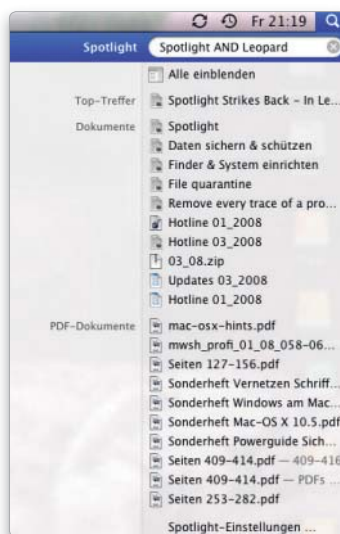 Fr 21:19
Spotlight Spotlight AND Leopard
Alle einblenden
Top-Treffer Spotlight Strikes Back – In Le...
Dokumente Spotlight
Daten sichern & schützen
Finder & System einrichten
File quarantine
Remove every trace of a pro...
Hotline 01_2008
Hotline 03_2008
03_08.zip
Updates 03_2008
Hotline 01_2008
PDF-Dokumente mac-osx-hints.pdf
mwsh_profi_01_08_058-06...
Seiten 127-156.pdf
Sonderheft Vernetzen Schriff...
Sonderheft Windows am Mac...
Sonderheft Mac-OS X 10.5.pdf
Sonderheft Powerguide Sich...
Seiten 409-414.pdf — 409-416
Seiten 409-414.pdf — PDFs ...
Seiten 253-282.pdf
Spotlight-Einstellungen ...